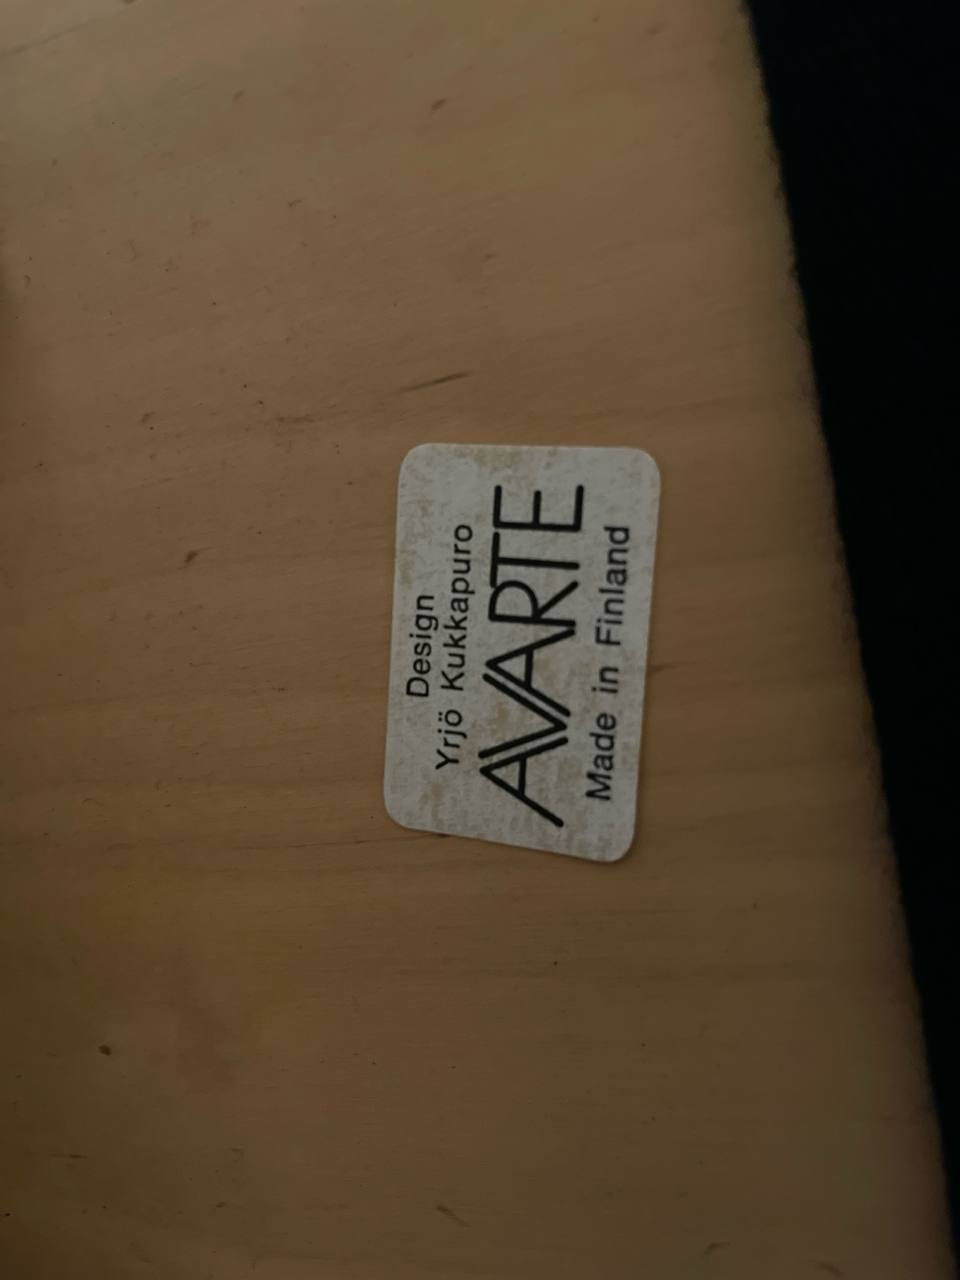 Design
Yrjö Kukkapuro
AVARTE
Made in Finland